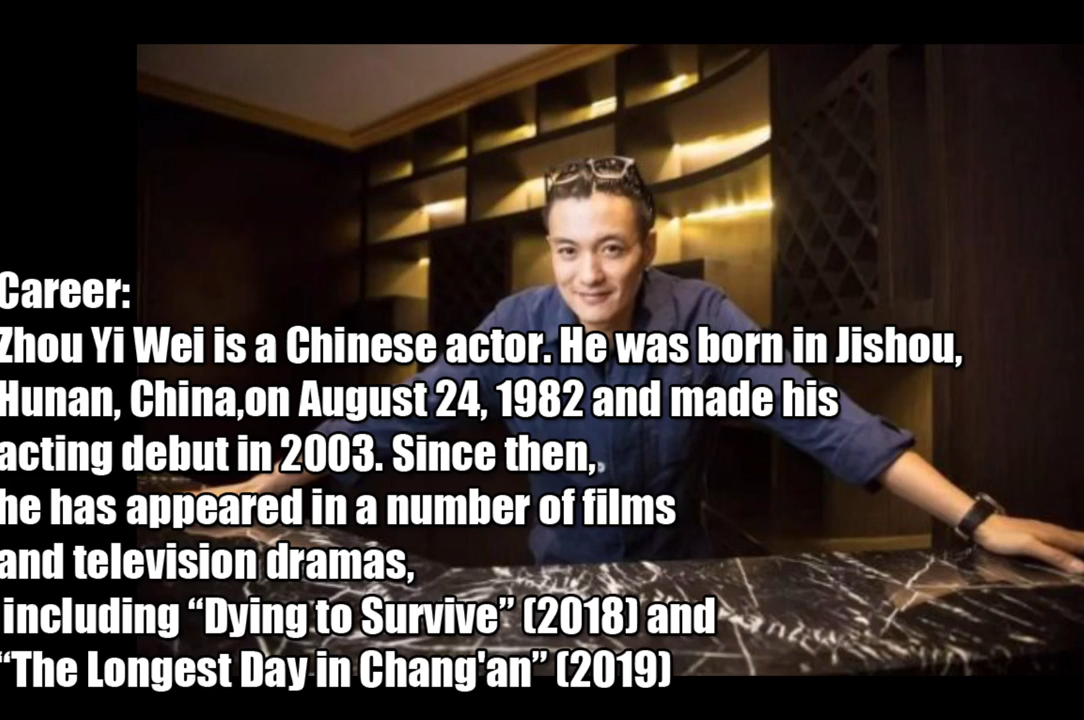 Career:
Zhou Yi Wei is a Chinese actor. He was born in Jishou,
Hunan, China,on August 24, 1982 and made his
acting debut in 2003. Since then,
he has appeared in a number of films
and television dramas,
including “Dying to Survive” (2018) and
“The Longest Day in Chang'an” (2019)